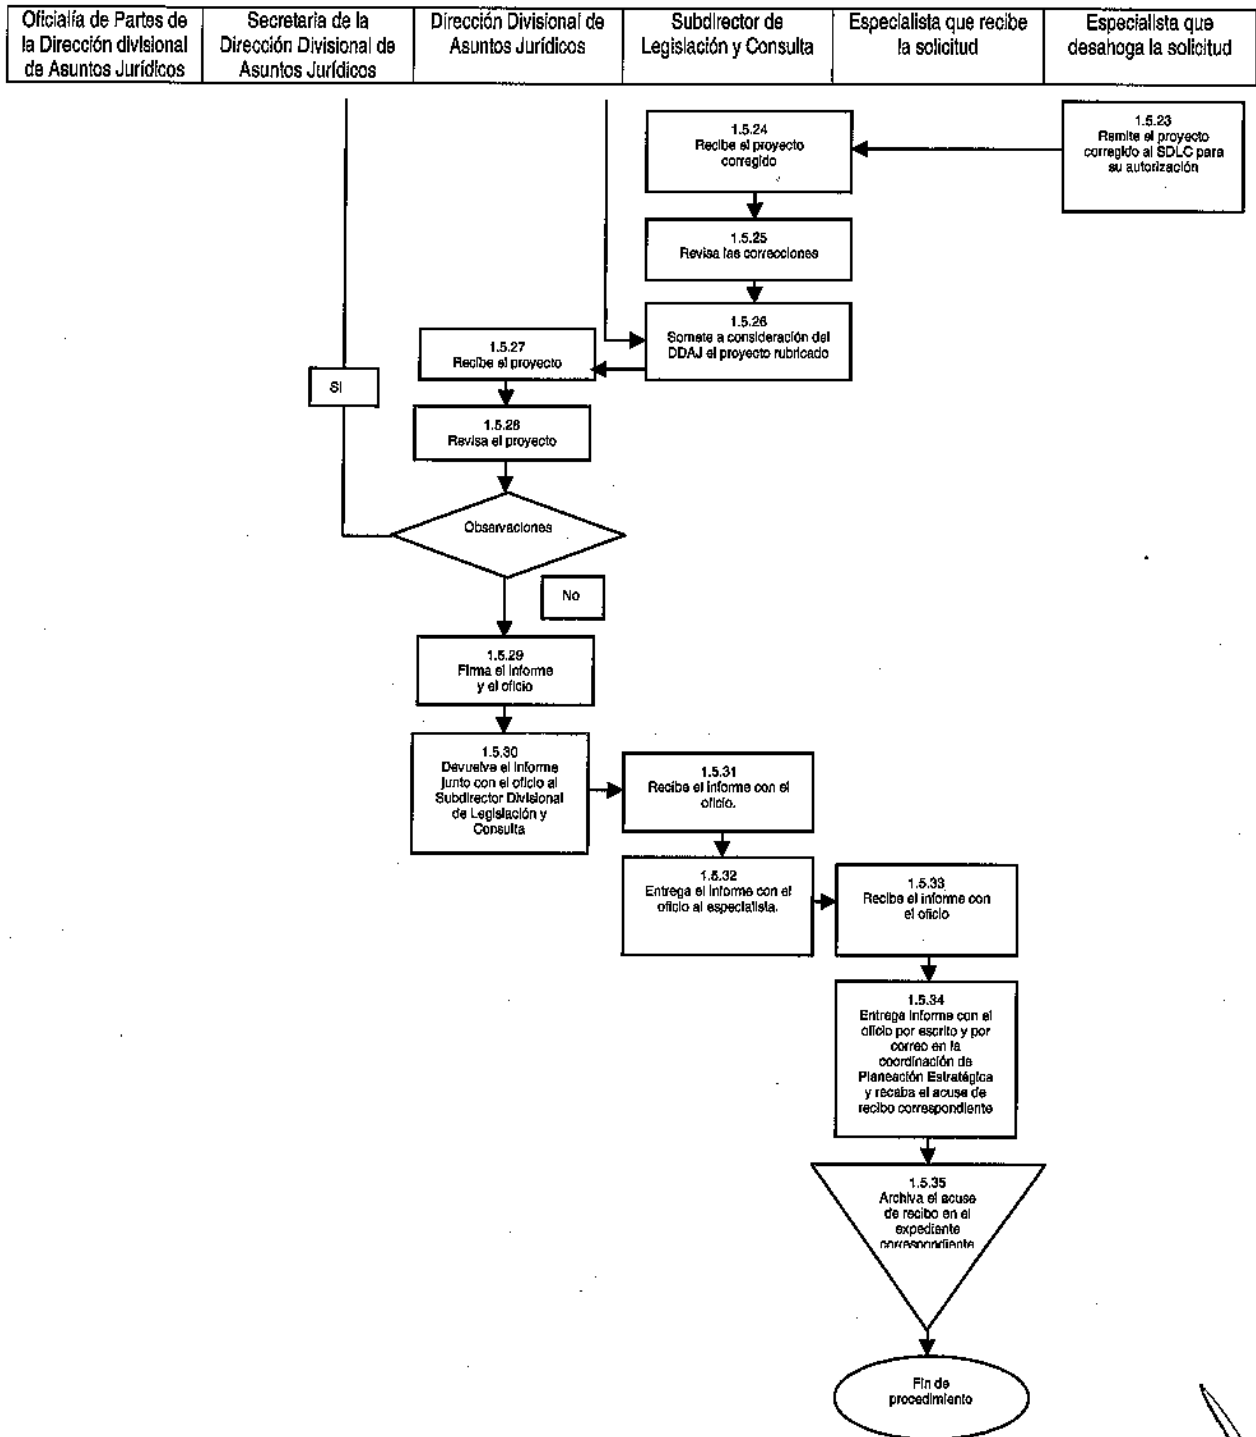 Oficialía de Partes de
la Dirección divisional
de Asuntos Jurídicos
Secretaria de la
Dirección Divisional de
Asuntos Jurídicos
Dirección Divisional de
Asuntos Jurídicos
Subdirector de
Legislación y Consulta
Especialista que recibe
la solicitud
Especialista que
desahoga la solicitud
1.5.23
Remite el proyecto
corregido al SDLC para
su autorización
1.5.24
Recibe el proyecto
corregido
1.5.25
Revisa las correcciones
1.5.26
Somete a consideración del
DDAJ el proyecto rubricado
1.5.27
Recibe el proyecto
SI
1.5.28
Revisa el proyecto
Observaciones
No
1.5.29
Firma el informe
y el oficio
1.5.30
Devuelve el informe
junto con el oficio al
Subdirector Divisional
de Legislación y
Consulta
1.5.31
Recibe el informe con el
oficio.
1.5.32
Entrega el informe con el
oficio al especialista.
1.5.33
Recibe el informe con
el oficio
1.5.34
Entrega informe con el
oficio por escrito y por
correo en la
coordinación de
Planeación Estratégica
y recaba el acuse de
recibo correspondiente
1.5.35
Archiva el acuse
de recibo en el
expediente
correspondiente
Fin de
procedimiento